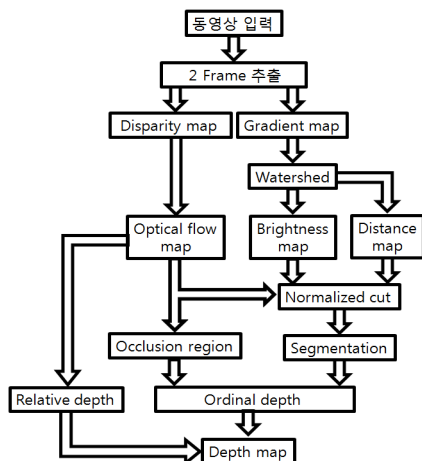 동영상 입력
2 Frame 추출
Disparity map
Gradient map
Watershed
Optical flow
map
Brightness
map
Distance
map
Normalized cut
Occlusion region
Segmentation
Relative depth
Ordinal depth
Depth map